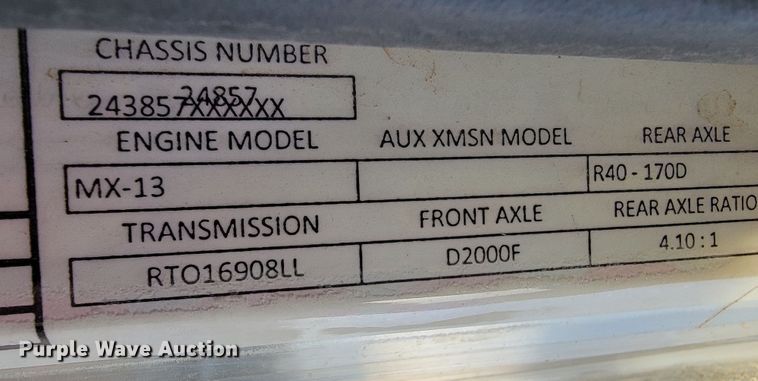 CHASSIS NUMBER
24857
243857XXXXXX
ENGINE MODEL AUX XMSN MODEL REAR AXLE
MX-13 R40 - 170D
TRANSMISSION FRONT AXLE REAR AXLE RATIO
RTO16908LL D2000F 4.10 : 1
Purple Wave Auction